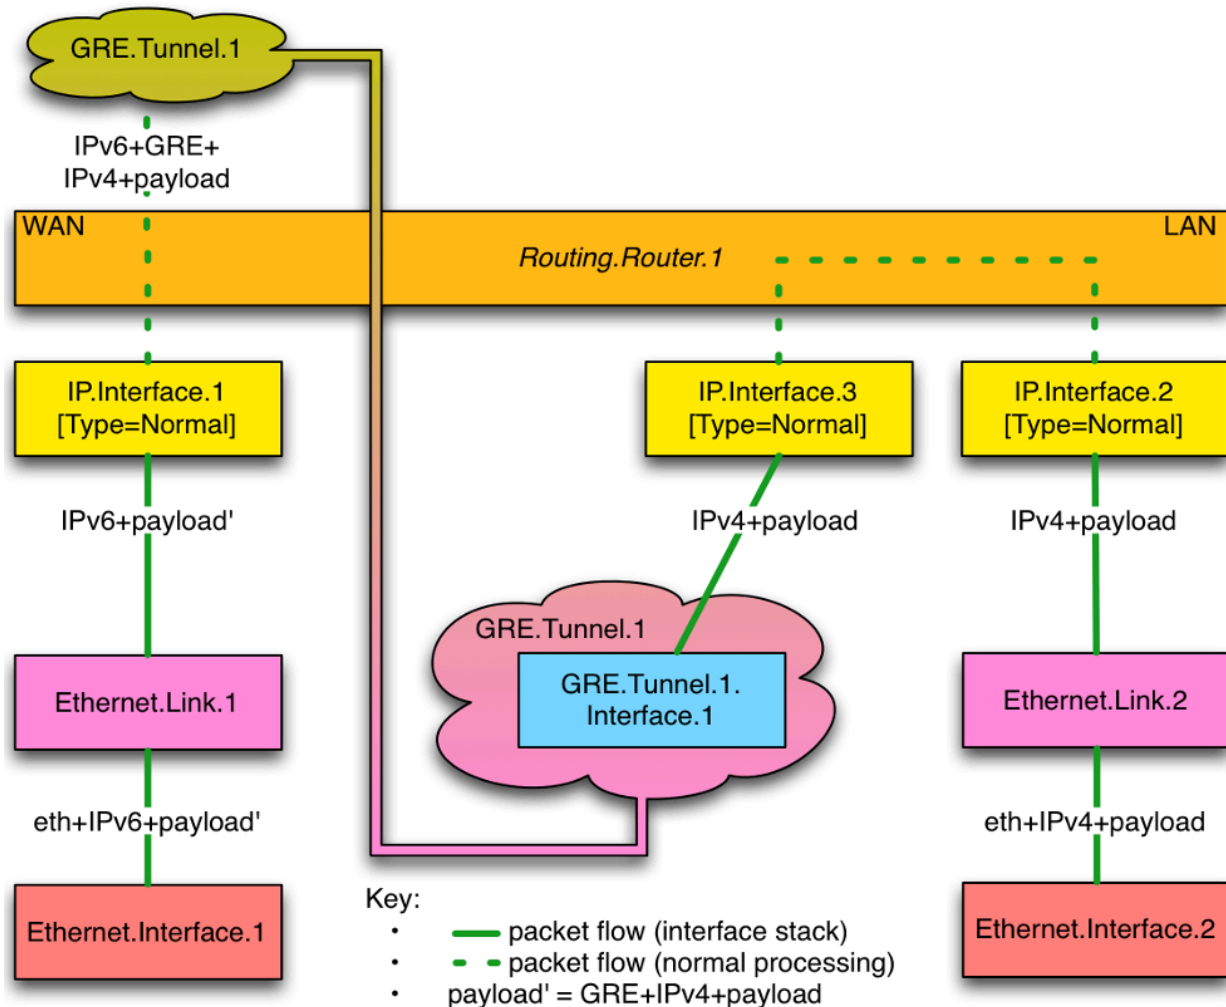 GRE.Tunnel.1
IPv6+GRE+
IPv4+payload
WAN
LAN
Routing.Router.1
IP.Interface.1
[Type=Normal]
IP.Interface.3
[Type=Normal]
IP.Interface.2
[Type=Normal]
IPv6+payload'
IPv4+payload
IPv4+payload
GRE.Tunnel.1
Ethernet.Link.1
GRE.Tunnel.1.
Interface.1
Ethernet.Link.2
eth+IPv6+payload'
eth+IPv4+payload
Ethernet.Interface.1
Ethernet.Interface.2
Key:
• packet flow (interface stack)
• packet flow (normal processing)
• payload' = GRE+IPv4+payload